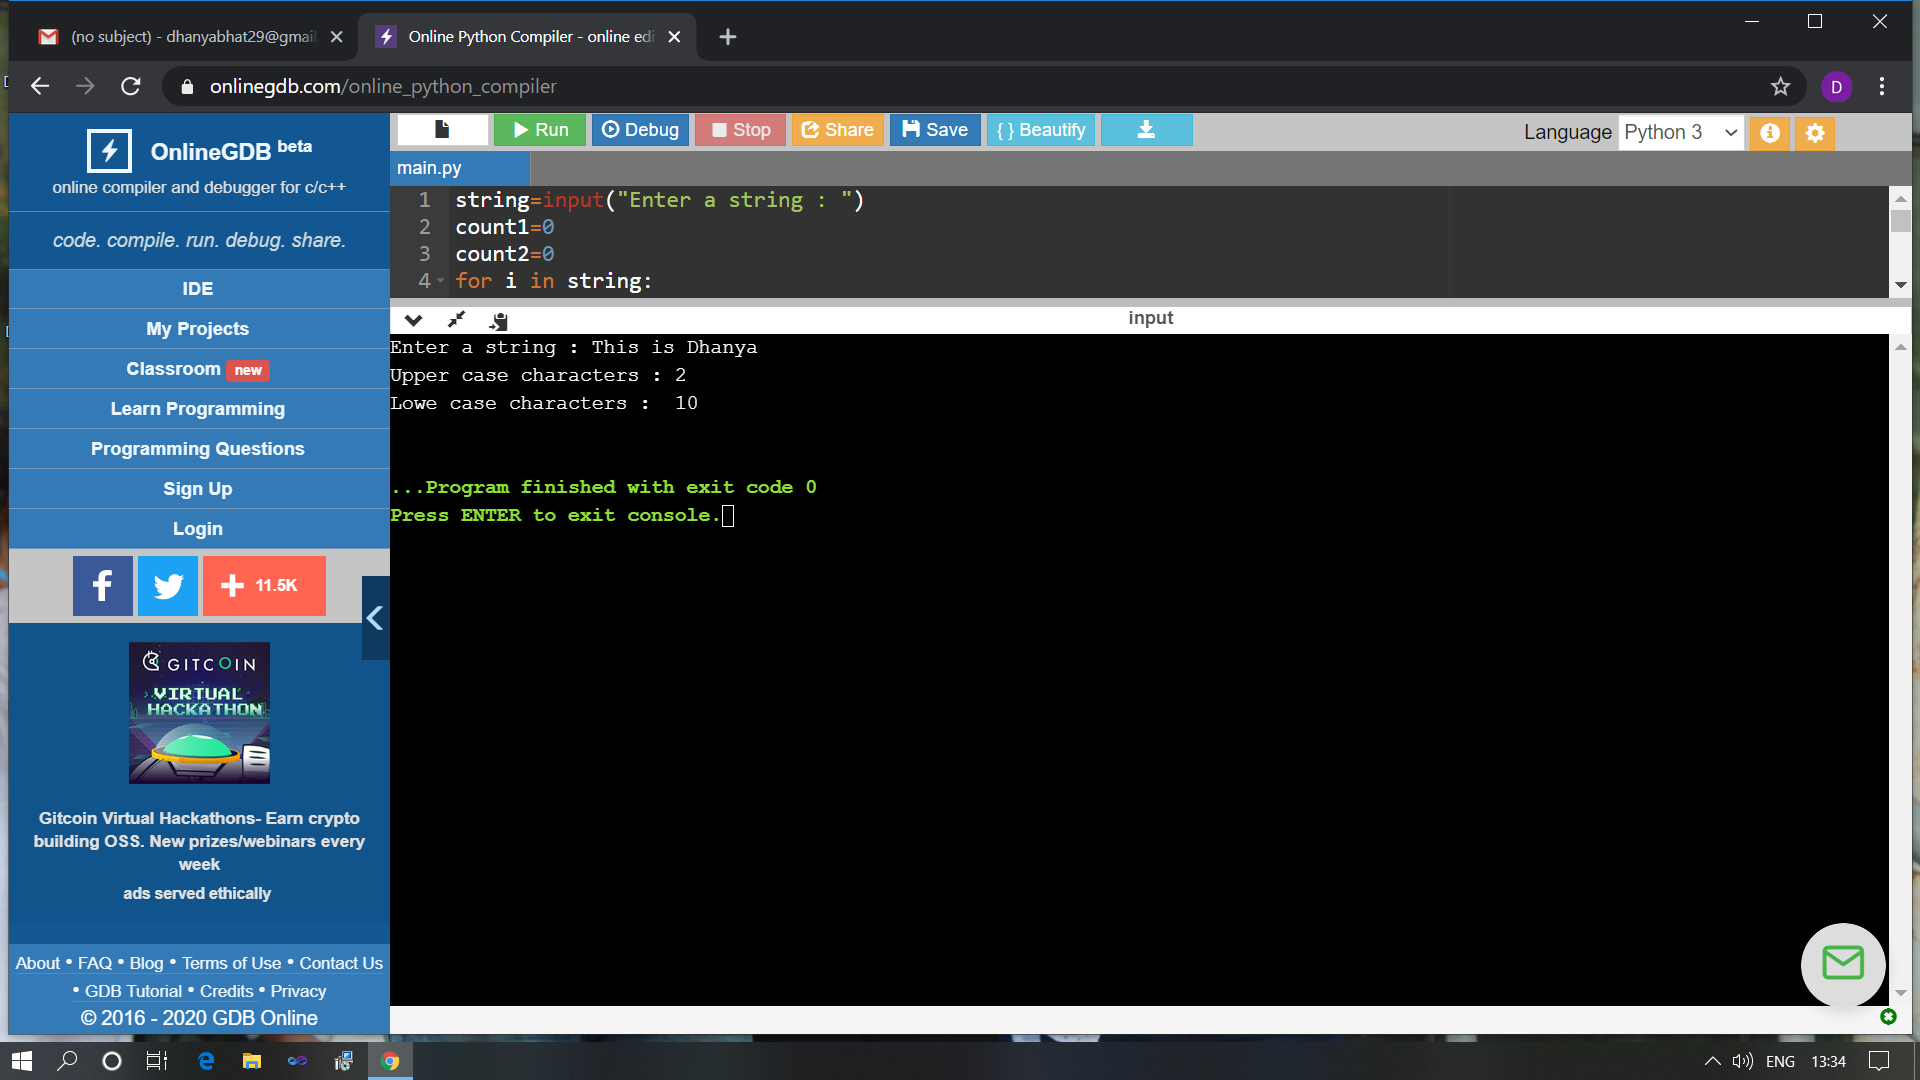 (no subject) - dhanyabhat29@gmail
Online Python Compiler - online edi
onlinegdb.com/online_python_compiler
D
OnlineGDB beta
online compiler and debugger for c/c++
code. compile. run. debug. share.
IDE
My Projects
Classroom new
Learn Programming
Programming Questions
Sign Up
Login
11.5K
GITCOIN
VIRTUAL
HACKATHON
Gitcoin Virtual Hackathons- Earn crypto
building OSS. New prizes/webinars every
week
ads served ethically
About • FAQ • Blog • Terms of Use • Contact Us
• GDB Tutorial • Credits • Privacy
© 2016 - 2020 GDB Online
Run Debug Stop Share Save { } Beautify
Language Python 3
main.py
1 string=input("Enter a string : ")
2 count1=0
3 count2=0
4 for i in string:
input
Enter a string : This is Dhanya
Upper case characters : 2
Lowe case characters :  10
...Program finished with exit code 0
Press ENTER to exit console.
ENG 13:34